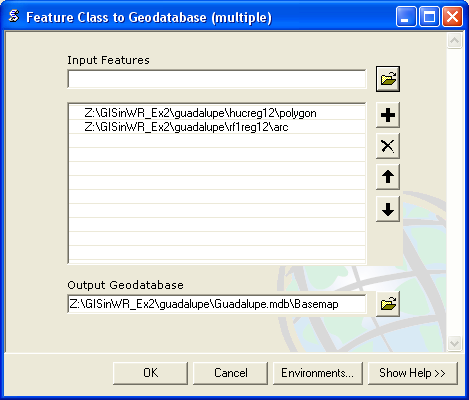 Feature Class to Geodatabase (multiple)
Input Features
Z:\GISinWR_Ex2\guadalupe\hucreg12\polygon
Z:\GISinWR_Ex2\guadalupe\rf1reg12\arc
Output Geodatabase
Z:\GISinWR_Ex2\guadalupe\Guadalupe.mdb\Basemap
OK
Cancel
Environments...
Show Help >>